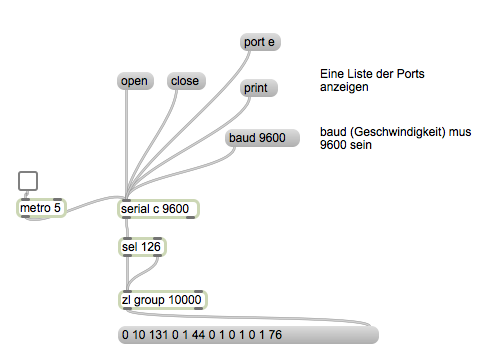 port e
open
close
print
Eine Liste der Ports
anzeigen
baud 9600
baud (Geschwindigkeit) mus
9600 sein
metro 5
serial c 9600
sel 126
zl group 10000
0 10 131 0 1 44 0 1 0 1 0 1 76